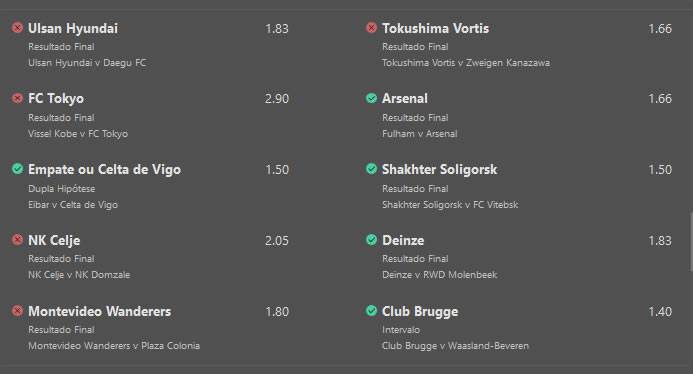 Ulsan Hyundai 1.83
Resultado Final
Ulsan Hyundai v Daegu FC
FC Tokyo 2.90
Resultado Final
Vissel Kobe v FC Tokyo
Empate ou Celta de Vigo 1.50
Dupla Hipótese
Eibar v Celta de Vigo
NK Celje 2.05
Resultado Final
NK Celje v NK Domzale
Montevideo Wanderers 1.80
Resultado Final
Montevideo Wanderers v Plaza Colonia
Tokushima Vortis 1.66
Resultado Final
Tokushima Vortis v Zweigen Kanazawa
Arsenal 1.66
Resultado Final
Fulham v Arsenal
Shakhter Soligorsk 1.50
Resultado Final
Shakhter Soligorsk v FC Vitebsk
Deinze 1.83
Resultado Final
Deinze v RWD Molenbeek
Club Brugge 1.40
Intervalo
Club Brugge v Waasland-Beveren